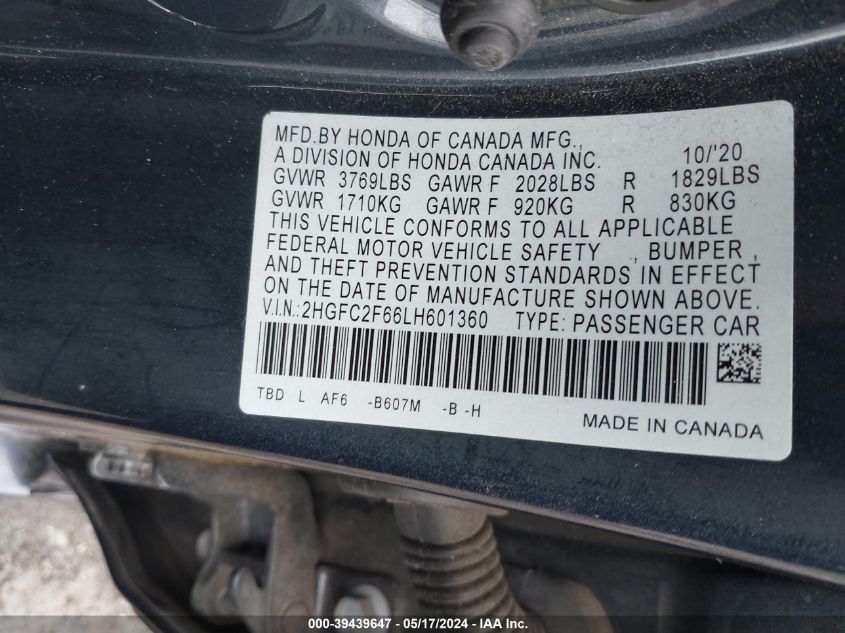 MFD.BY HONDA OF CANADA MFG.,
A DIVISION OF HONDA CANADA INC. 10/'20
GVWR 3769LBS GAWR F 2028LBS R 1829LBS
GVWR 1710KG GAWR F 920KG R 830KG
THIS VEHICLE CONFORMS TO ALL APPLICABLE
FEDERAL MOTOR VEHICLE SAFETY , BUMPER ,
AND THEFT PREVENTION STANDARDS IN EFFECT
ON THE DATE OF MANUFACTURE SHOWN ABOVE.
V.I.N.:2HGFC2F66LH601360 TYPE: PASSENGER CAR
TBD L AF6 -B607M -B -H
MADE IN CANADA
000-39439647 - 05/17/2024 - IAA Inc.